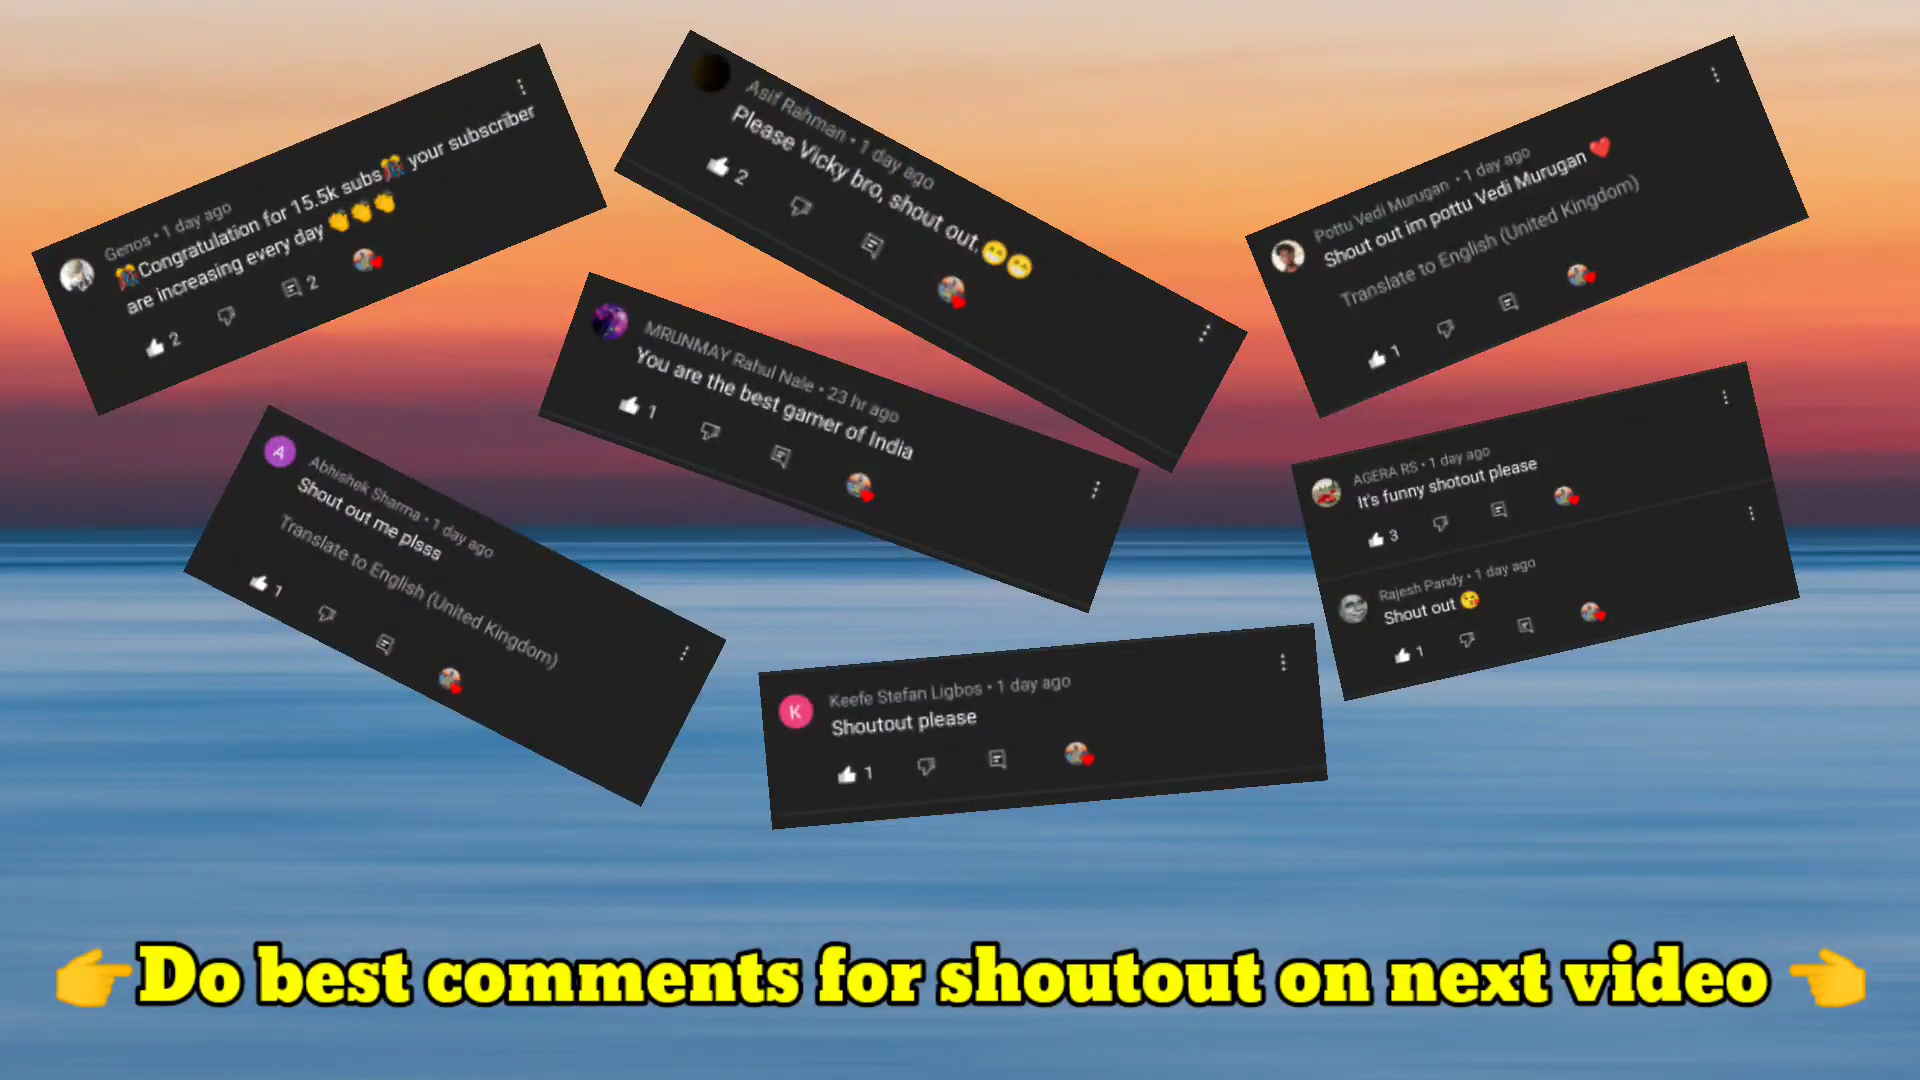 Genos • 1 day ago
🎊Congratulation for 15.5k subs🎊 your subscriber
are increasing every day 👏👏👏
2
2
Asif Rahman • 1 day ago
Please Vicky bro, shout out.😁😁
2
Pottu Vedi Murugan • 1 day ago
Shout out im pottu Vedi Murugan ❤️
Translate to English (United Kingdom)
1
MRUNMAY Rahul Nale • 23 hr ago
You are the best gamer of India
1
A
Abhishek Sharma • 1 day ago
Shout out me plsss
Translate to English (United Kingdom)
1
AGERA RS • 1 day ago
It's funny shotout please
3
Rajesh Pandy • 1 day ago
Shout out 😘
1
K
Keefe Stefan Ligbos • 1 day ago
Shoutout please
1
👉Do best comments for shoutout on next video 👈